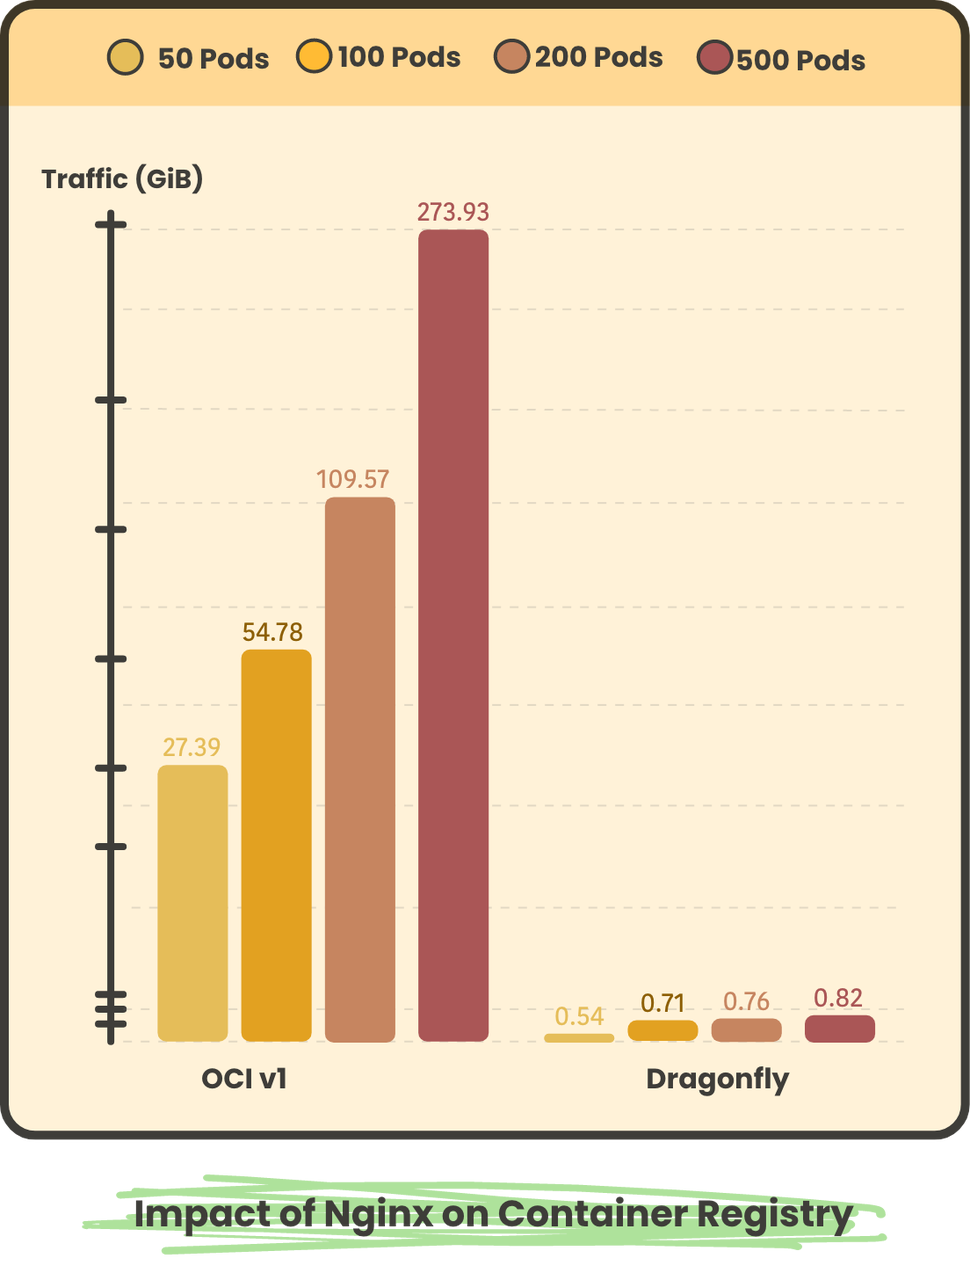 50 Pods 100 Pods 200 Pods 500 Pods
Traffic (GiB)
273.93
109.57
54.78
27.39
0.54 0.71 0.76 0.82
OCI v1 Dragonfly
Impact of Nginx on Container Registry